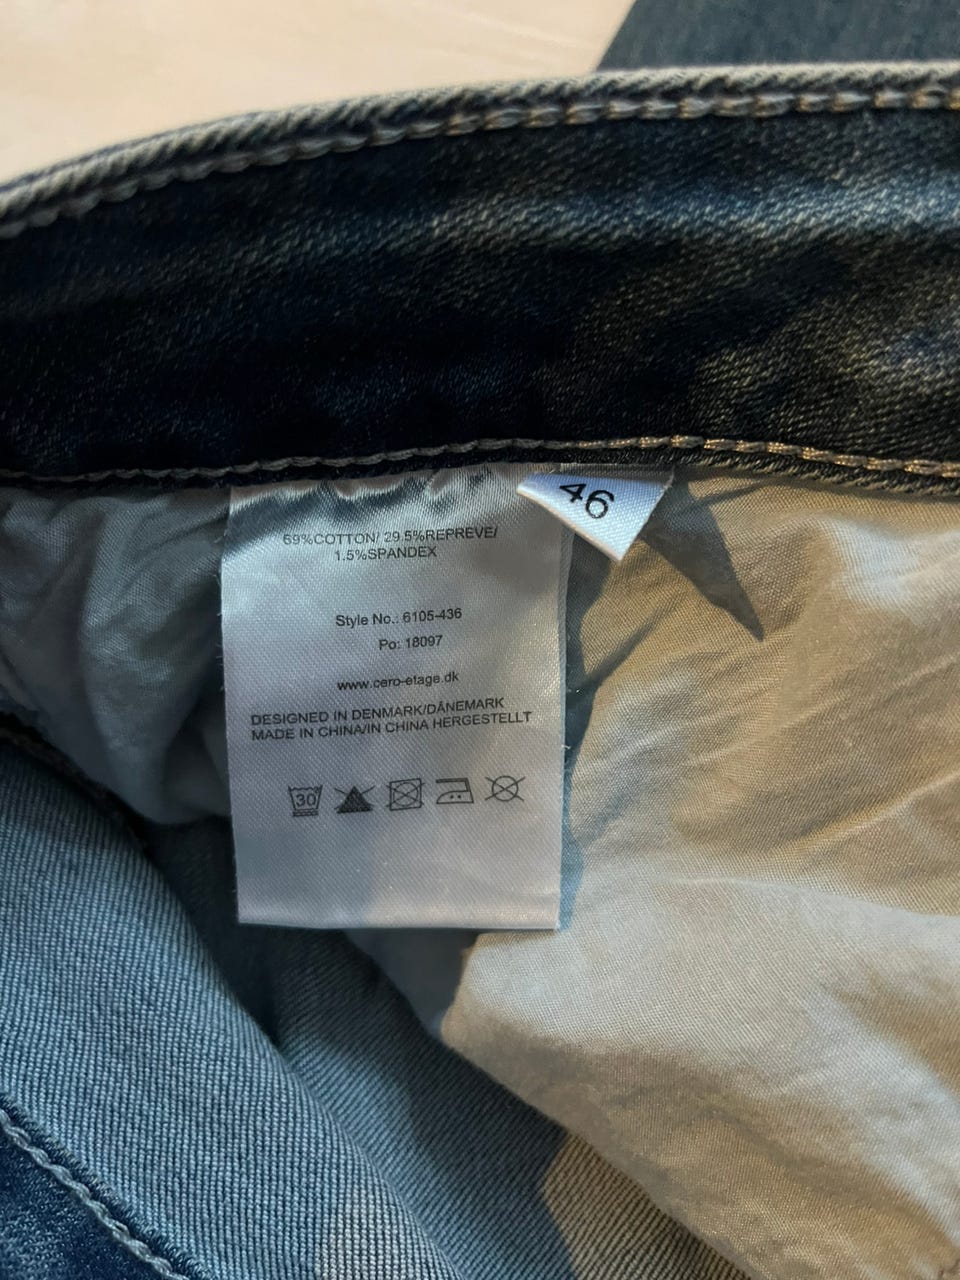 46
69%COTTON/ 29.5%REPREVE/
1.5%SPANDEX
Style No.: 6105-436
Po: 18097
www.cero-etage.dk
DESIGNED IN DENMARK/DÄNEMARK
MADE IN CHINA/IN CHINA HERGESTELLT
30